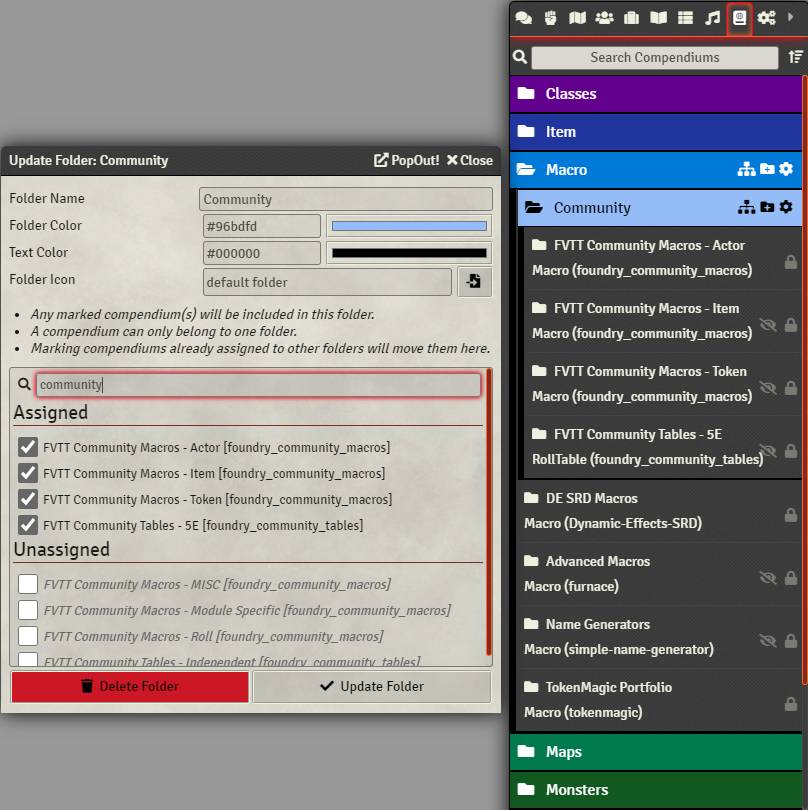 Update Folder: Community
PopOut!
Close
Folder Name
Community
Folder Color
#96bdfd
Text Color
#000000
Folder Icon
default folder
Any marked compendium(s) will be included in this folder.
A compendium can only belong to one folder.
Marking compendiums already assigned to other folders will move them here.
community
Assigned
FVTT Community Macros - Actor [foundry_community_macros]
FVTT Community Macros - Item [foundry_community_macros]
FVTT Community Macros - Token [foundry_community_macros]
FVTT Community Tables - 5E [foundry_community_tables]
Unassigned
FVTT Community Macros - MISC [foundry_community_macros]
FVTT Community Macros - Module Specific [foundry_community_macros]
FVTT Community Macros - Roll [foundry_community_macros]
FVTT Community Tables - Independent [foundry_community_tables]
Delete Folder
Update Folder
Search Compendiums
Classes
Item
Macro
Community
FVTT Community Macros - Actor
Macro (foundry_community_macros)
FVTT Community Macros - Item
Macro (foundry_community_macros)
FVTT Community Macros - Token
Macro (foundry_community_macros)
FVTT Community Tables - 5E
RollTable (foundry_community_tables)
DE SRD Macros
Macro (Dynamic-Effects-SRD)
Advanced Macros
Macro (furnace)
Name Generators
Macro (simple-name-generator)
TokenMagic Portfolio
Macro (tokenmagic)
Maps
Monsters